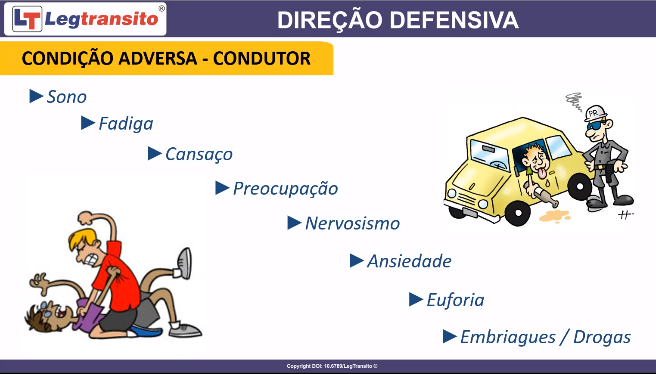 LT Legtransito®
DIREÇÃO DEFENSIVA
CONDIÇÃO ADVERSA - CONDUTOR
►Sono
►Fadiga
►Cansaço
►Preocupação
►Nervosismo
►Ansiedade
►Euforia
►Embriagues / Drogas
PR
Copyright DOI: 10.6789/LegTransito ©